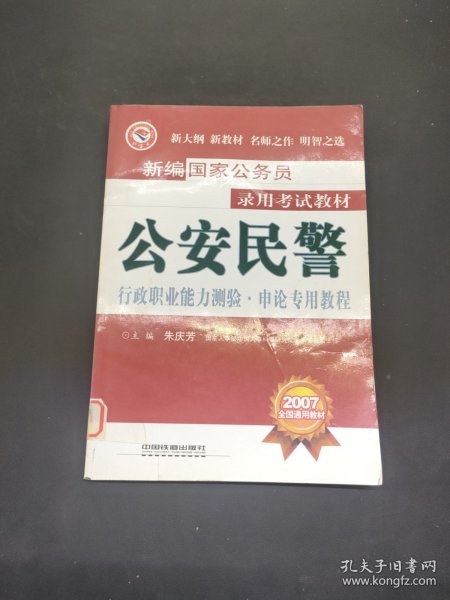 新大纲 新教材 名师之作 明智之选
新编国家公务员
录用考试教材
公安民警
行政职业能力测验·申论专用教程
⊙主编 朱庆芳
2007
全国通用教材
中国铁道出版社
孔夫子旧书网
www.kongfz.com